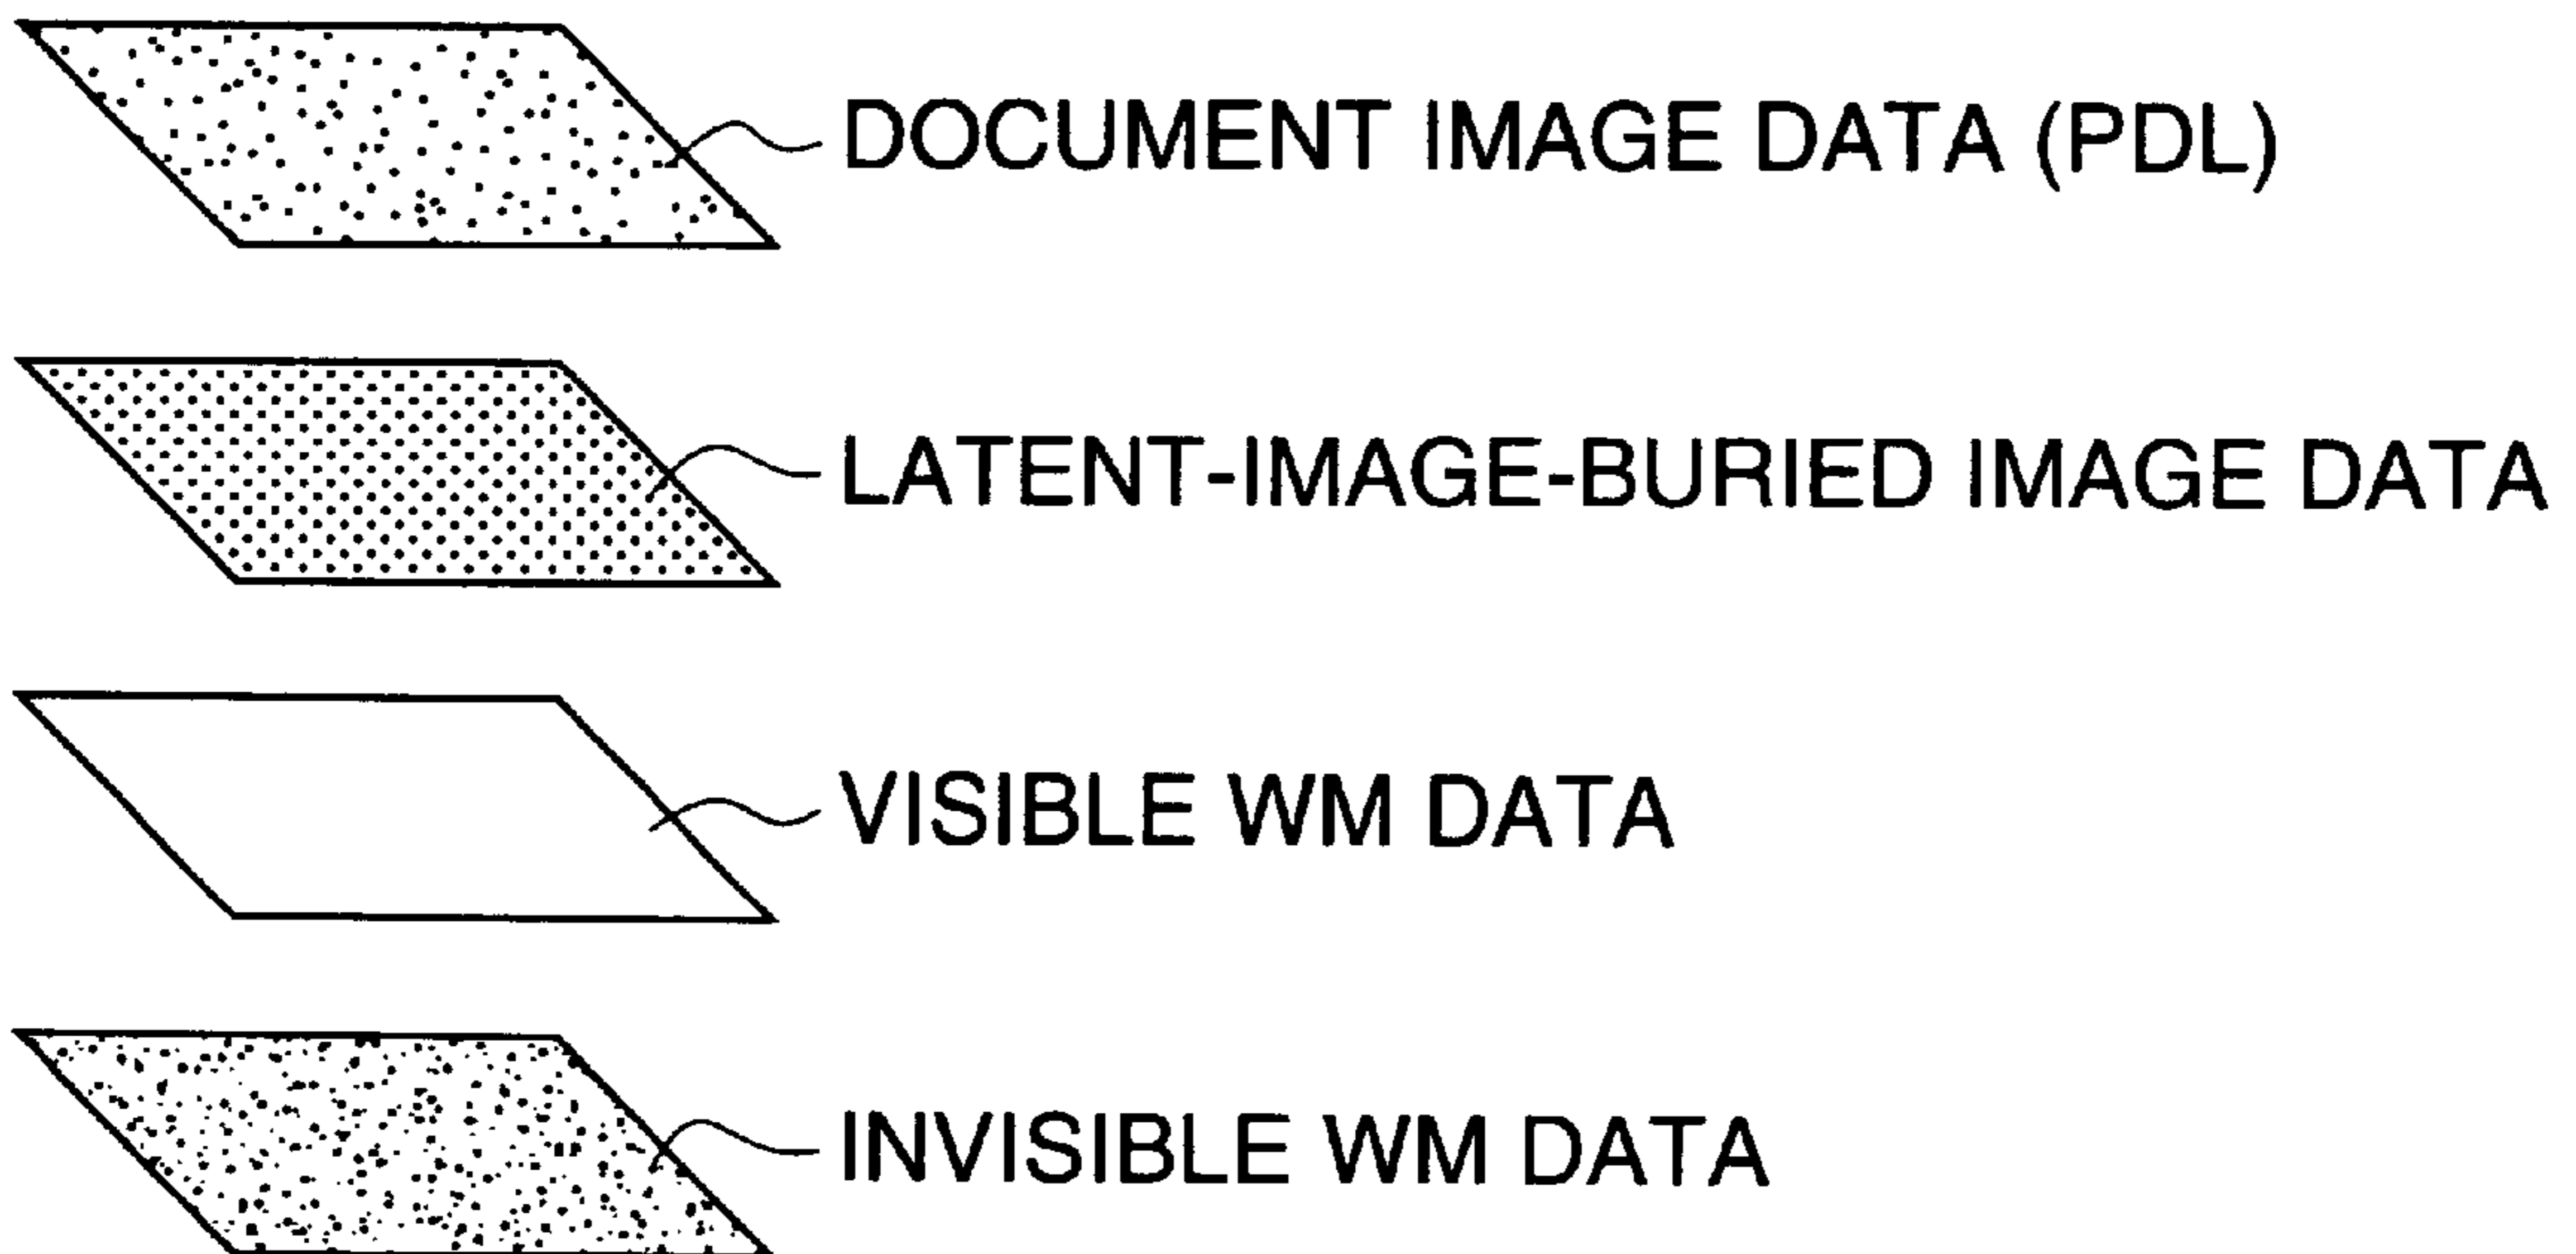 DOCUMENT IMAGE DATA (PDL)
LATENT-IMAGE-BURIED IMAGE DATA
VISIBLE WM DATA
INVISIBLE WM DATA